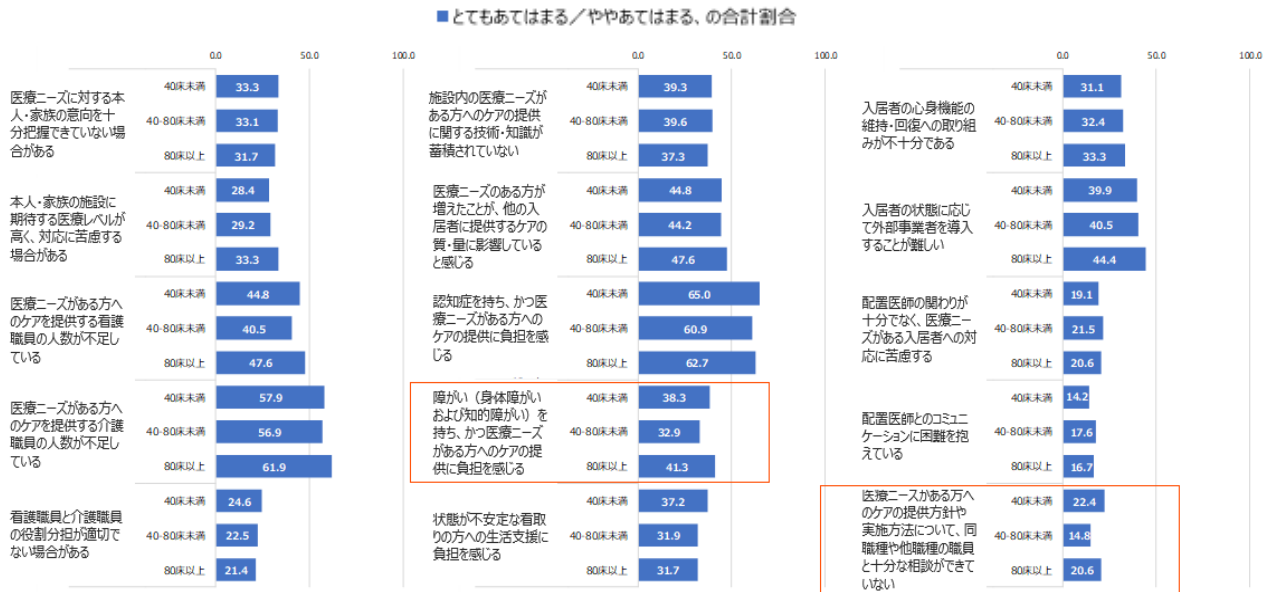 ■とてもあてはまる／ややあてはまる、の合計割合
0.0 50.0 100.0
医療ニーズに対する本
人・家族の意向を十
分把握できていない場
合がある
40床未満 33.3
40-80床未満 33.1
80床以上 31.7
本人・家族の施設に
期待する医療レベルが
高く、対応に苦慮する
場合がある
40床未満 28.4
40-80床未満 29.2
80床以上 33.3
医療ニーズがある方へ
のケアを提供する看護
職員の人数が不足し
ている
40床未満 44.8
40-80床未満 40.5
80床以上 47.6
医療ニーズがある方へ
のケアを提供する介護
職員の人数が不足し
ている
40床未満 57.9
40-80床未満 56.9
80床以上 61.9
看護職員と介護職員
の役割分担が適切で
ない場合がある
40床未満 24.6
40-80床未満 22.5
80床以上 21.4
0.0 50.0 100.0
施設内の医療ニーズが
ある方へのケアの提供
に関する技術・知識が
蓄積されていない
40床未満 39.3
40-80床未満 39.6
80床以上 37.3
医療ニーズのある方が
増えたことが、他の入
居者に提供するケアの
質・量に影響している
と感じる
40床未満 44.8
40-80床未満 44.2
80床以上 47.6
認知症を持ち、かつ医
療ニーズがある方への
ケアの提供に負担を感
じる
40床未満 65.0
40-80床未満 60.9
80床以上 62.7
障がい（身体障がい
および知的障がい）を
持ち、かつ医療ニーズ
がある方へのケアの提
供に負担を感じる
40床未満 38.3
40-80床未満 32.9
80床以上 41.3
状態が不安定な看取
りの方への生活支援に
負担を感じる
40床未満 37.2
40-80床未満 31.9
80床以上 31.7
0.0 50.0 100.0
入居者の心身機能の
維持・回復への取り組
みが不十分である
40床未満 31.1
40-80床未満 32.4
80床以上 33.3
入居者の状態に応じ
て外部事業者を導入
することが難しい
40床未満 39.9
40-80床未満 40.5
80床以上 44.4
配置医師の関わりが
十分でなく、医療ニー
ズがある入居者への対
応に苦慮する
40床未満 19.1
40-80床未満 21.5
80床以上 20.6
配置医師とのコミュニ
ケーションに困難を抱
えている
40床未満 14.2
40-80床未満 17.6
80床以上 16.7
医療ニーズがある方へ
のケアの提供方針や
実施方法について、同
職種や他職種の職員
と十分な相談ができて
いない
40床未満 22.4
40-80床未満 14.8
80床以上 20.6